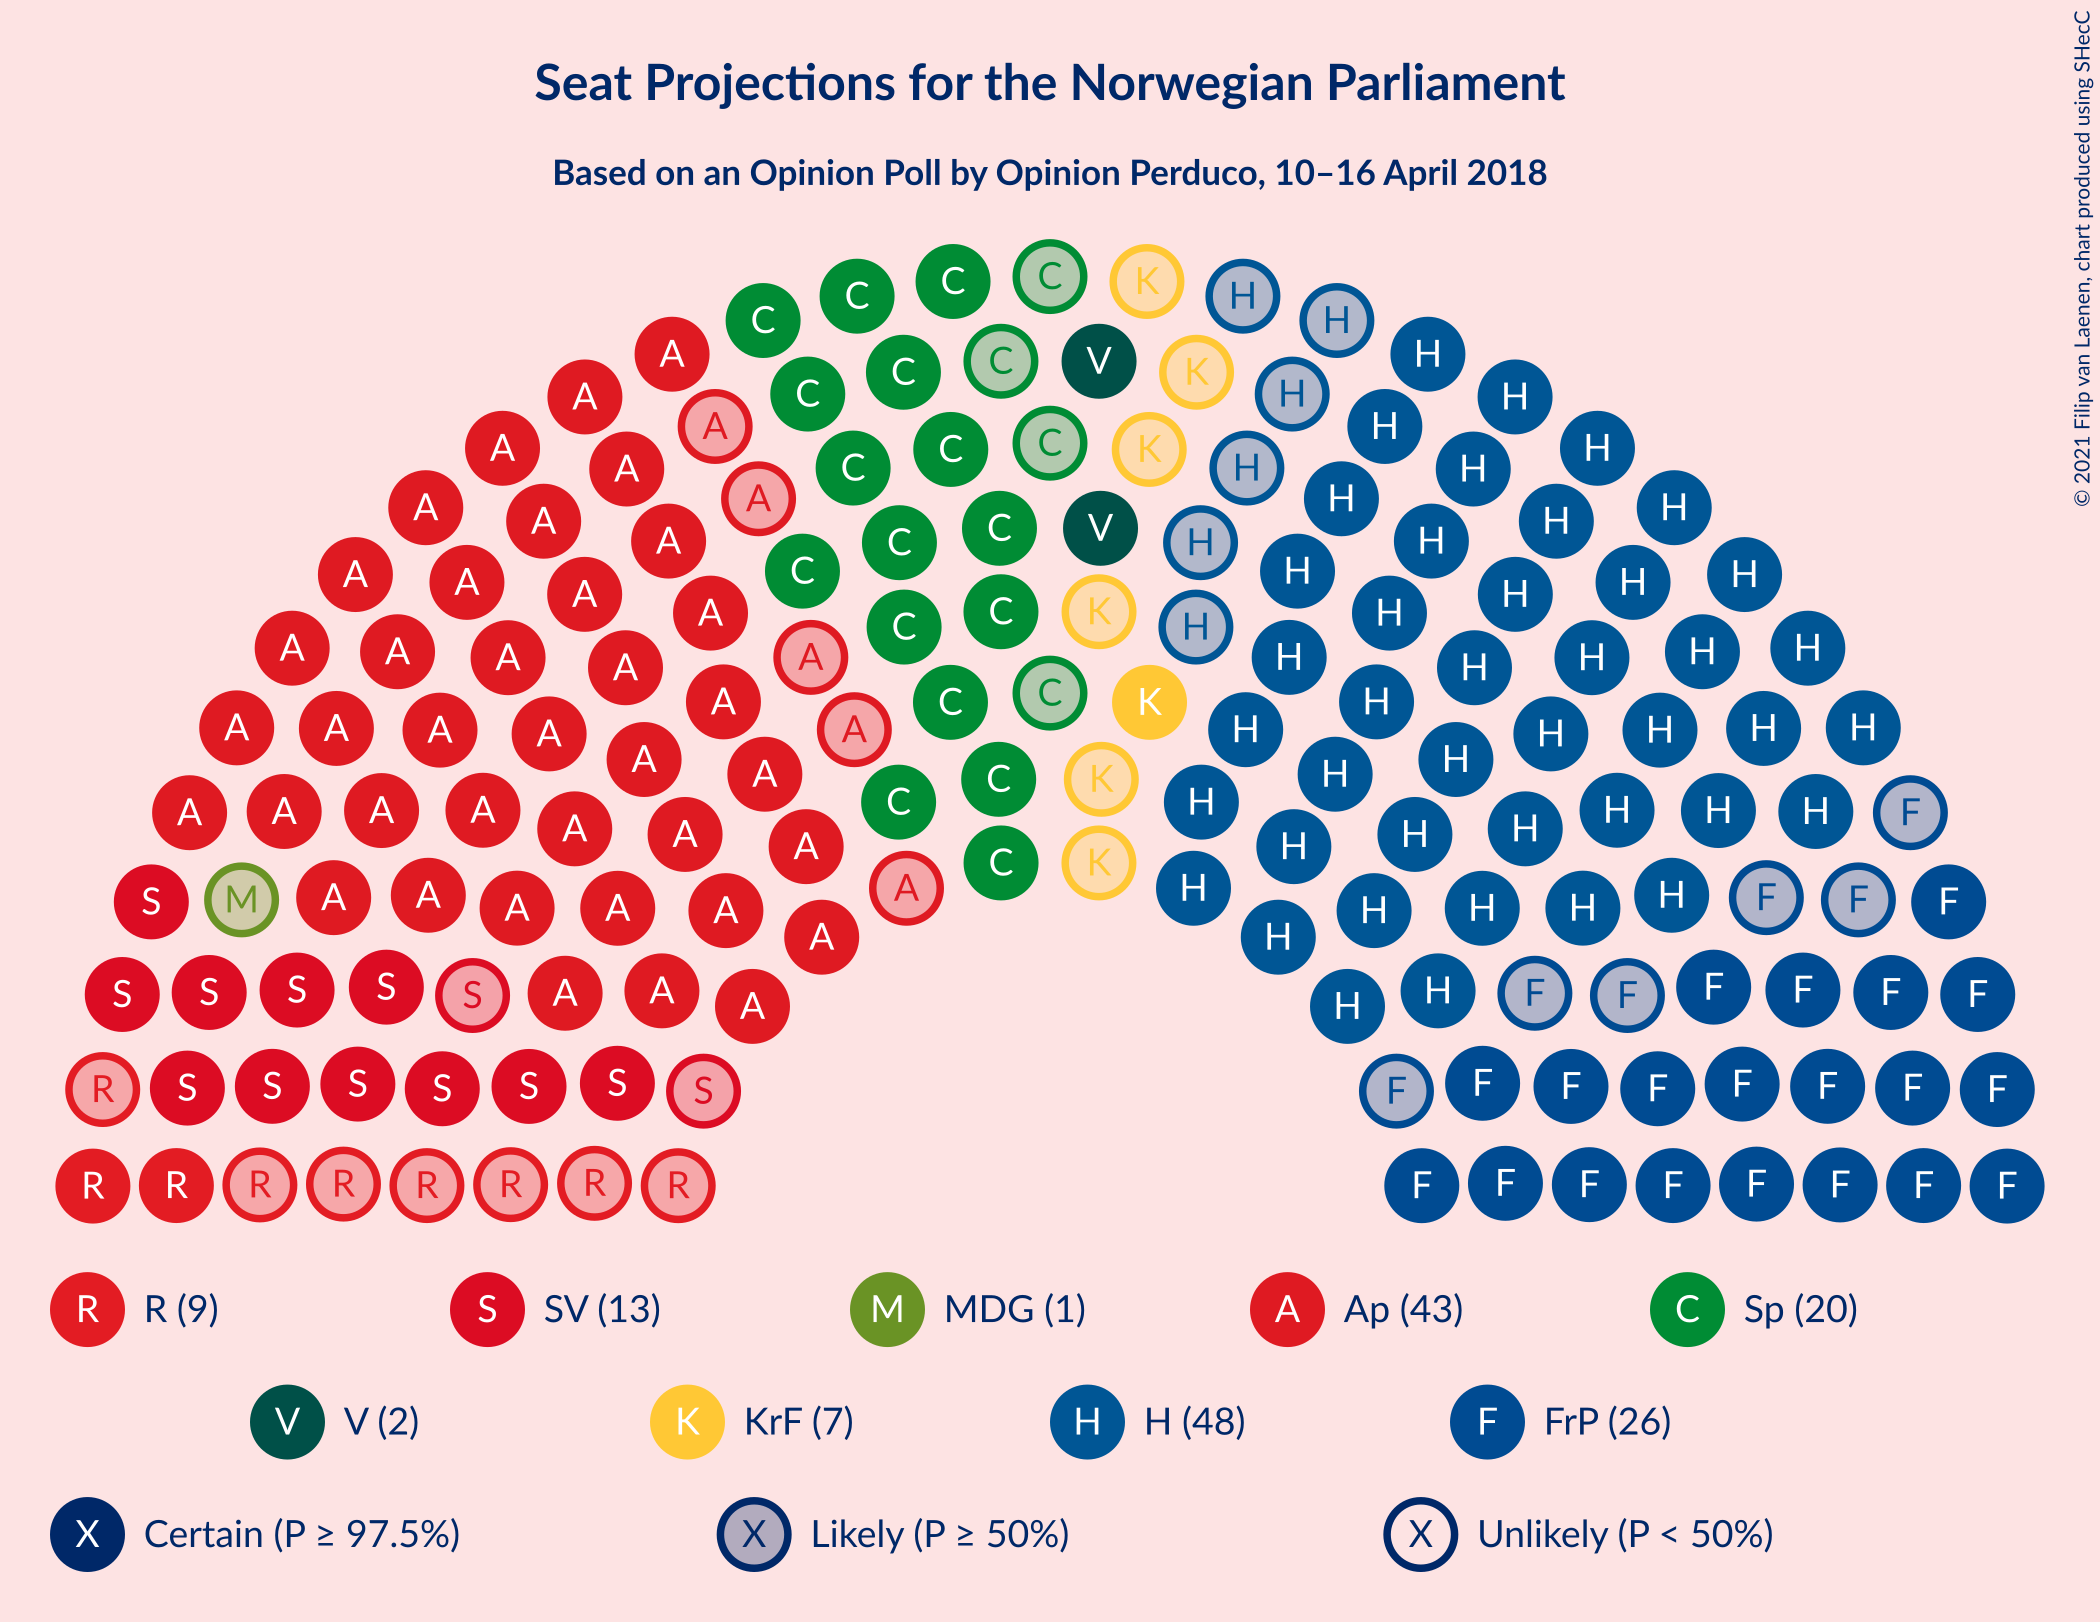 © 2021 Filip van Laenen, chart produced using SHecC
Seat Projections for the Norwegian Parliament
Based on an Opinion Poll by Opinion Perduco, 10–16 April 2018
C C C C K H H
A A C C C V K H H H
A A A C C C K H H H H
A A A A C C V H H H H H
A A A A C C C K H H H H H H
A A A A A A C C K H H H H H H
A A A A A A A C K H H H H H H H
A A A A A A A C H H H H H H H F
S M A A A A A A A C K H H H H H H F F F
S S S S S A A A H H F F F F F F
R S S S S S S S F F F F F F F F
R R R R R R R R F F F F F F F F
R R (9) S SV (13) M MDG (1) A Ap (43) C Sp (20)
V V (2) K KrF (7) H H (48) F FrP (26)
X Certain (P ≥ 97.5%) X Likely (P ≥ 50%) X Unlikely (P < 50%)